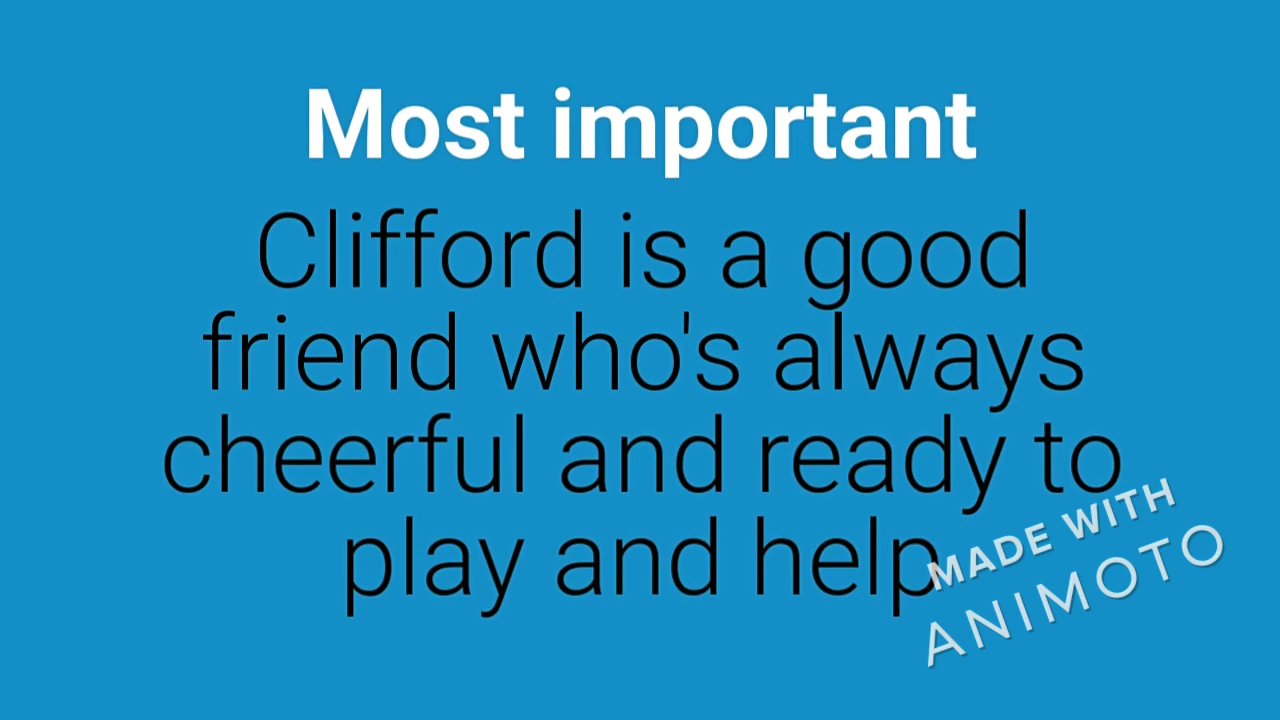 Most important
Clifford is a good
friend who's always
cheerful and ready to
play and help
MADE WITH
ANIMOTO